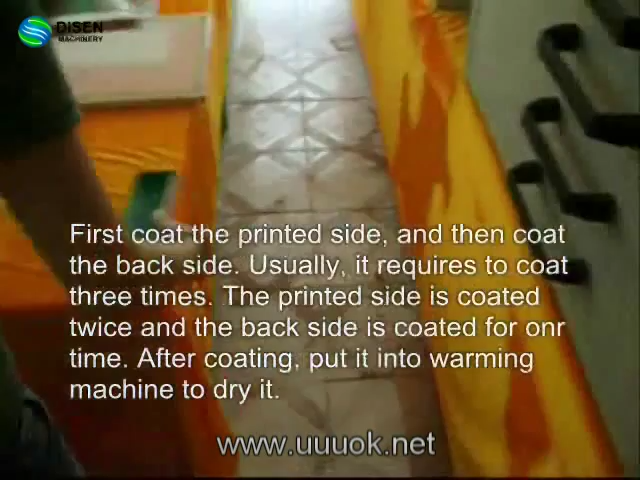 DISEN
MACHINERY
First coat the printed side, and then coat
the back side. Usually, it requires to coat
three times. The printed side is coated
twice and the back side is coated for onr
time. After coating, put it into warming
machine to dry it.
www.uuuok.net